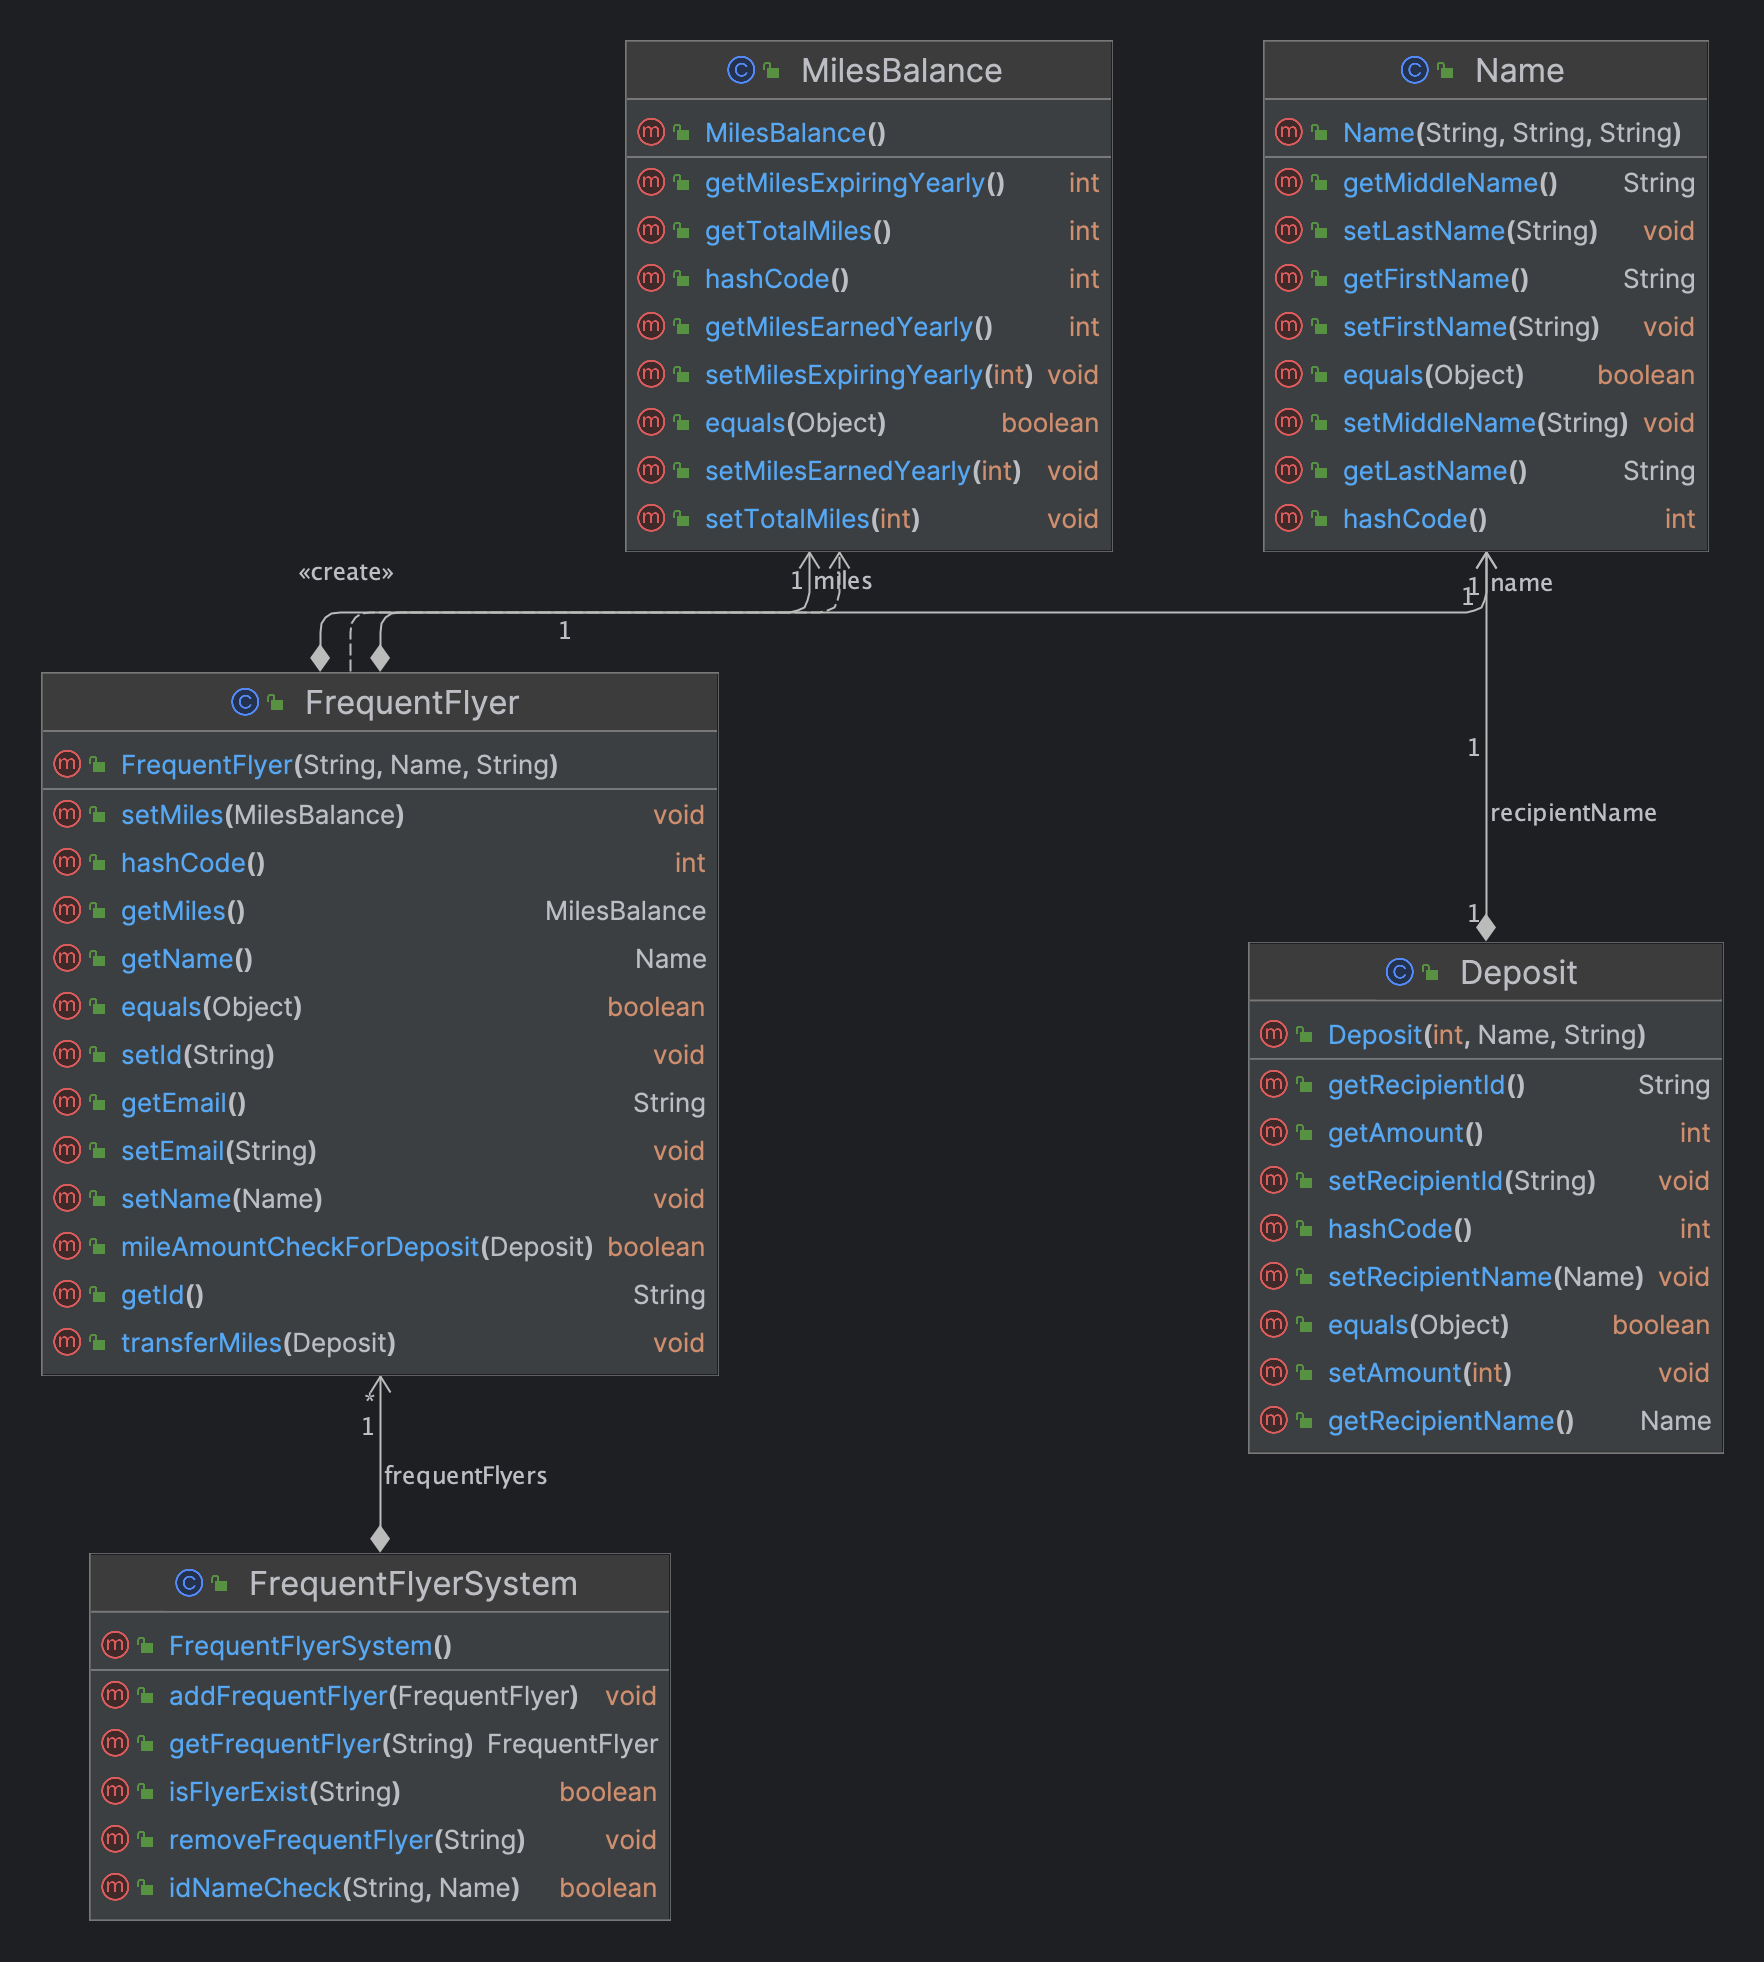 MilesBalance
MilesBalance()
getMilesExpiringYearly() int
getTotalMiles() int
hashCode() int
getMilesEarnedYearly() int
setMilesExpiringYearly(int) void
equals(Object) boolean
setMilesEarnedYearly(int) void
setTotalMiles(int) void
Name
Name(String, String, String)
getMiddleName() String
setLastName(String) void
getFirstName() String
setFirstName(String) void
equals(Object) boolean
setMiddleName(String) void
getLastName() String
hashCode() int
«create»
1 miles
1
1 name
1
FrequentFlyer
FrequentFlyer(String, Name, String)
setMiles(MilesBalance) void
hashCode() int
getMiles() MilesBalance
getName() Name
equals(Object) boolean
setId(String) void
getEmail() String
setEmail(String) void
setName(Name) void
mileAmountCheckForDeposit(Deposit) boolean
getId() String
transferMiles(Deposit) void
1
recipientName
1
Deposit
Deposit(int, Name, String)
getRecipientId() String
getAmount() int
setRecipientId(String) void
hashCode() int
setRecipientName(Name) void
equals(Object) boolean
setAmount(int) void
getRecipientName() Name
*
1
frequentFlyers
FrequentFlyerSystem
FrequentFlyerSystem()
addFrequentFlyer(FrequentFlyer) void
getFrequentFlyer(String) FrequentFlyer
isFlyerExist(String) boolean
removeFrequentFlyer(String) void
idNameCheck(String, Name) boolean